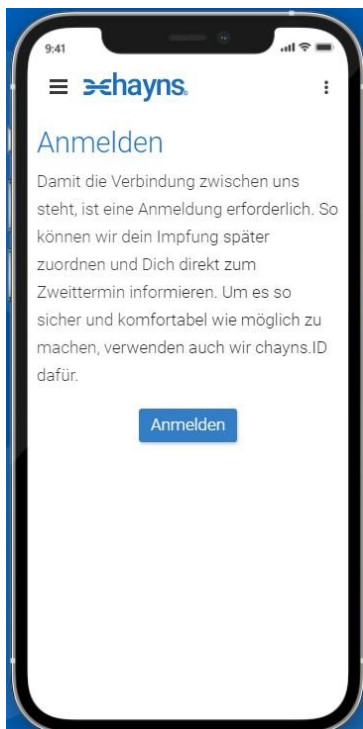 9:41
chayns.
Anmelden
Damit die Verbindung zwischen uns
steht, ist eine Anmeldung erforderlich. So
können wir dein Impfung später
zuordnen und Dich direkt zum
Zweittermin informieren. Um es so
sicher und komfortabel wie möglich zu
machen, verwenden auch wir chayns.ID
dafür.
Anmelden